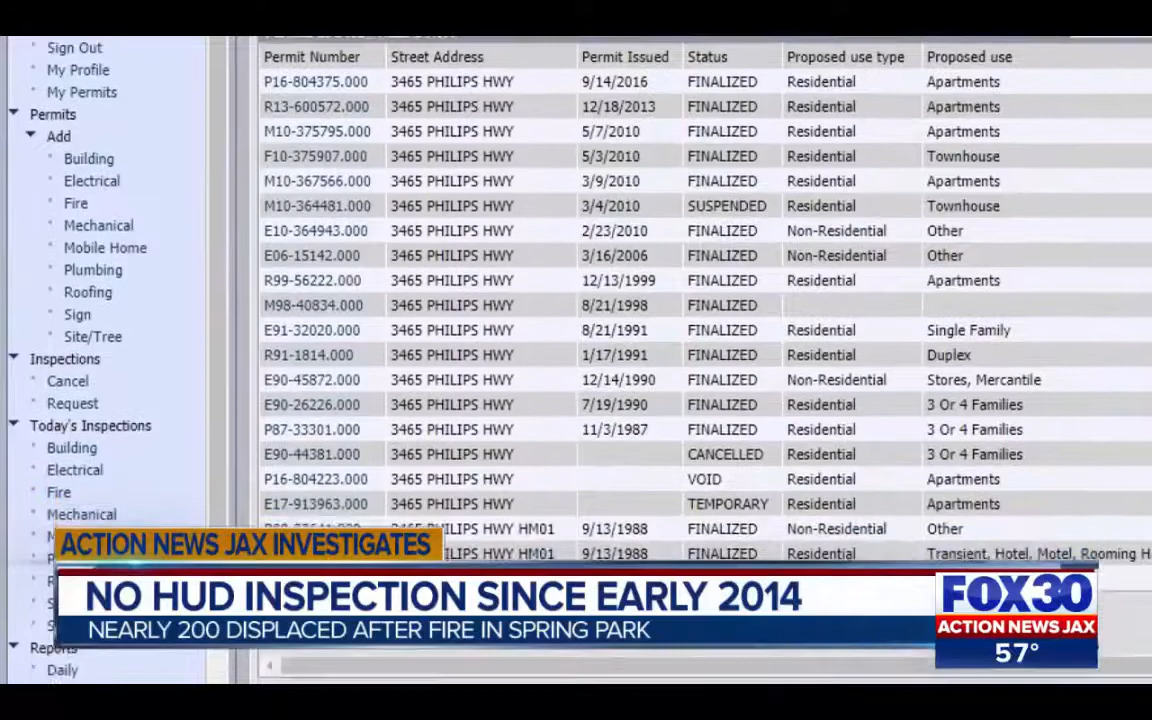 Sign Out
My Profile
My Permits
Permits
Add
Building
Electrical
Fire
Mechanical
Mobile Home
Plumbing
Roofing
Sign
Site/Tree
Inspections
Cancel
Request
Today's Inspections
Building
Electrical
Fire
Mechanical
Reports
Daily
Permit Number Street Address Permit Issued Status Proposed use type Proposed use
P16-804375.000 3465 PHILIPS HWY 9/14/2016 FINALIZED Residential Apartments
R13-600572.000 3465 PHILIPS HWY 12/18/2013 FINALIZED Residential Apartments
M10-375795.000 3465 PHILIPS HWY 5/7/2010 FINALIZED Residential Apartments
F10-375907.000 3465 PHILIPS HWY 5/3/2010 FINALIZED Residential Townhouse
M10-367566.000 3465 PHILIPS HWY 3/9/2010 FINALIZED Residential Apartments
M10-364481.000 3465 PHILIPS HWY 3/4/2010 SUSPENDED Residential Townhouse
E10-364943.000 3465 PHILIPS HWY 2/23/2010 FINALIZED Non-Residential Other
E06-15142.000 3465 PHILIPS HWY 3/16/2006 FINALIZED Non-Residential Other
R99-56222.000 3465 PHILIPS HWY 12/13/1999 FINALIZED Residential Apartments
M98-40834.000 3465 PHILIPS HWY 8/21/1998 FINALIZED
E91-32020.000 3465 PHILIPS HWY 8/21/1991 FINALIZED Residential Single Family
R91-1814.000 3465 PHILIPS HWY 1/17/1991 FINALIZED Residential Duplex
E90-45872.000 3465 PHILIPS HWY 12/14/1990 FINALIZED Non-Residential Stores, Mercantile
E90-26226.000 3465 PHILIPS HWY 7/19/1990 FINALIZED Residential 3 Or 4 Families
P87-33301.000 3465 PHILIPS HWY 11/3/1987 FINALIZED Residential 3 Or 4 Families
E90-44381.000 3465 PHILIPS HWY CANCELLED Residential 3 Or 4 Families
P16-804223.000 3465 PHILIPS HWY VOID Residential Apartments
E17-913963.000 3465 PHILIPS HWY TEMPORARY Residential Apartments
PHILIPS HWY HM01 9/13/1988 FINALIZED Non-Residential Other
PHILIPS HWY HM01 9/13/1988 FINALIZED Residential Transient, Hotel, Motel, Rooming H
ACTION NEWS JAX INVESTIGATES
NO HUD INSPECTION SINCE EARLY 2014
NEARLY 200 DISPLACED AFTER FIRE IN SPRING PARK
FOX30
ACTION NEWS JAX
57°